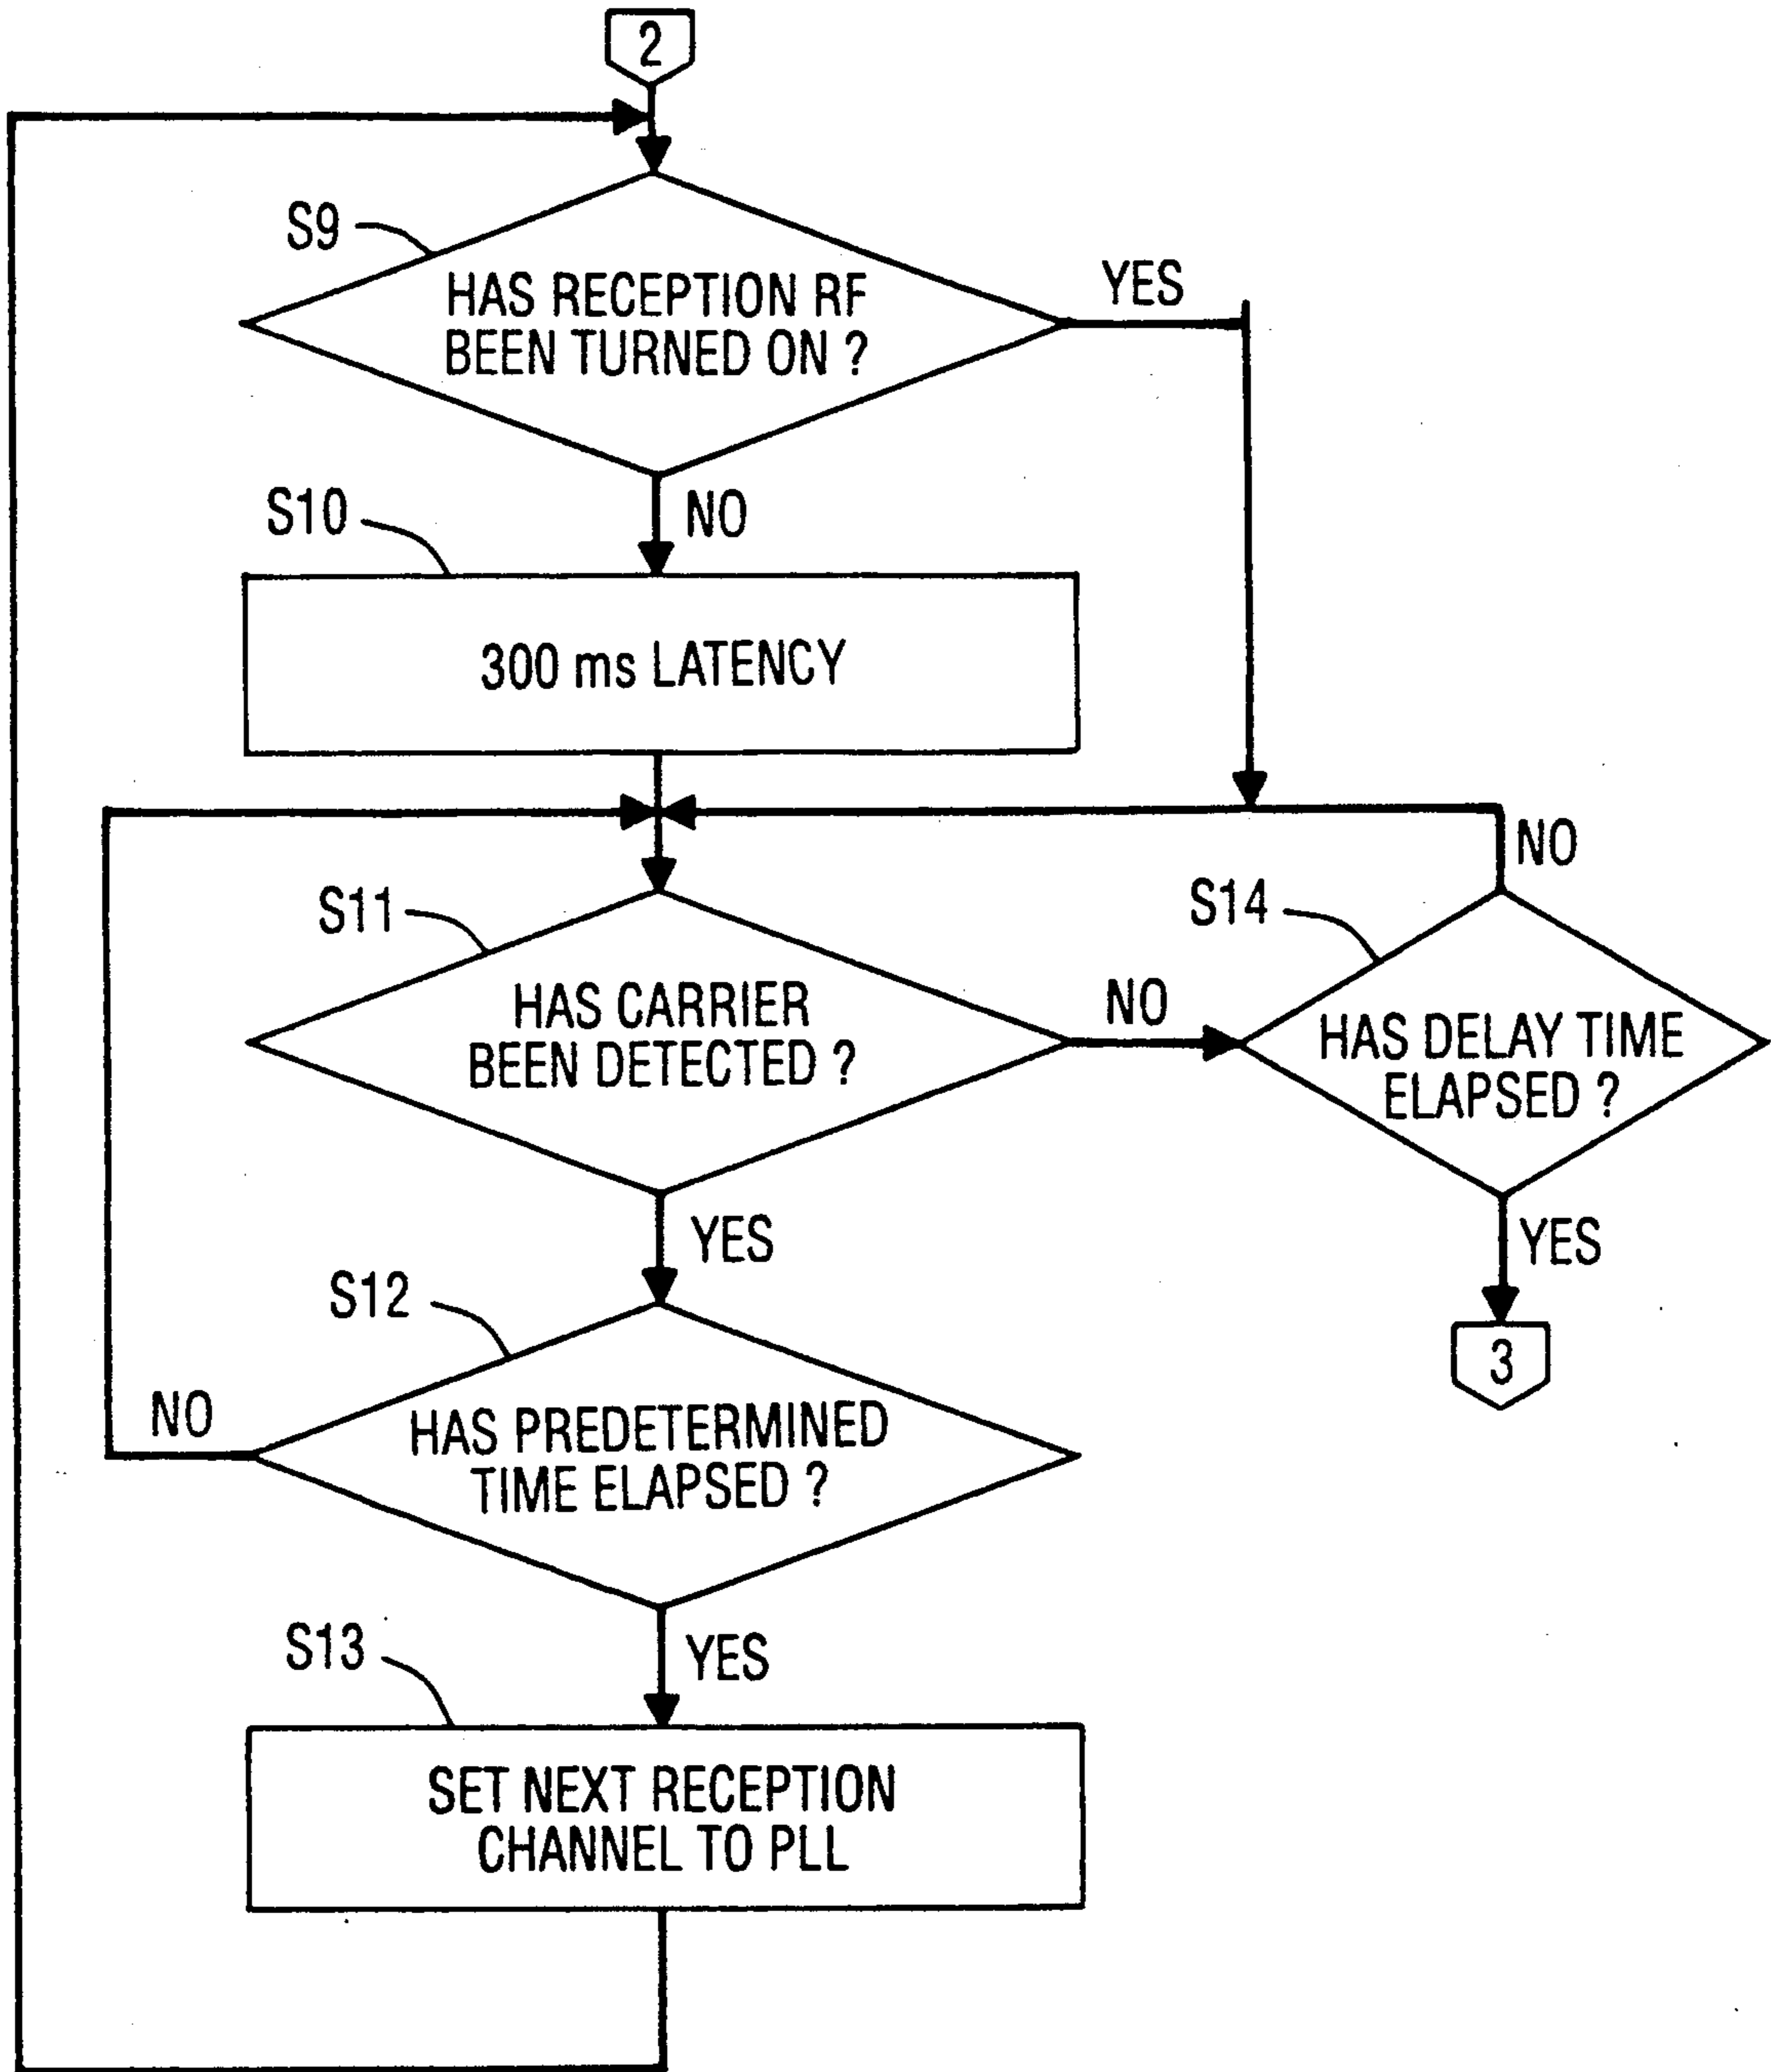 2
S9
HAS RECEPTION RF
BEEN TURNED ON ?
YES
NO
S10
300 ms LATENCY
NO
S11
HAS CARRIER
BEEN DETECTED ?
NO
S14
HAS DELAY TIME
ELAPSED ?
YES
YES
3
S12
HAS PREDETERMINED
TIME ELAPSED ?
NO
YES
S13
SET NEXT RECEPTION
CHANNEL TO PLL